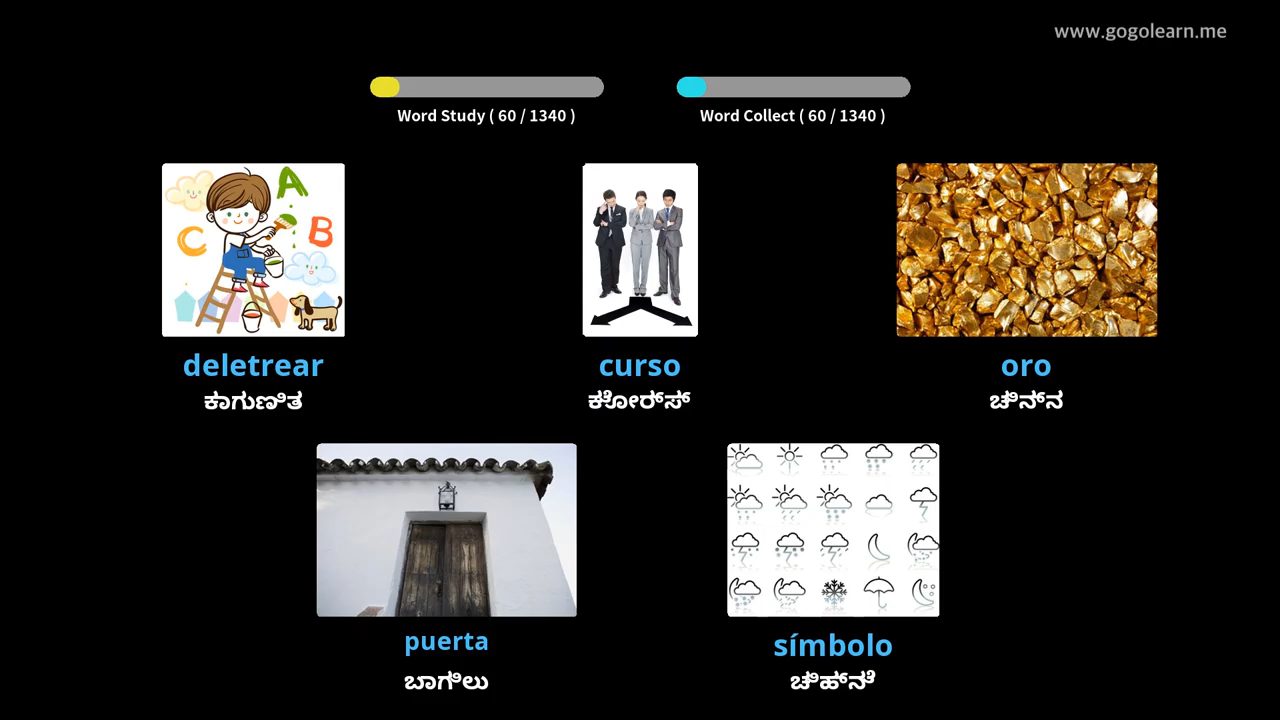 www.gogolearn.me
Word Study ( 60 / 1340 )
Word Collect ( 60 / 1340 )
A
B
C
deletrear
ಕಾಗುಣಿತ
curso
ಕೋರ್ಸ್
oro
ಚಿನ್ನ
puerta
ಬಾಗಿಲು
símbolo
ಚಿಹ್ನೆ